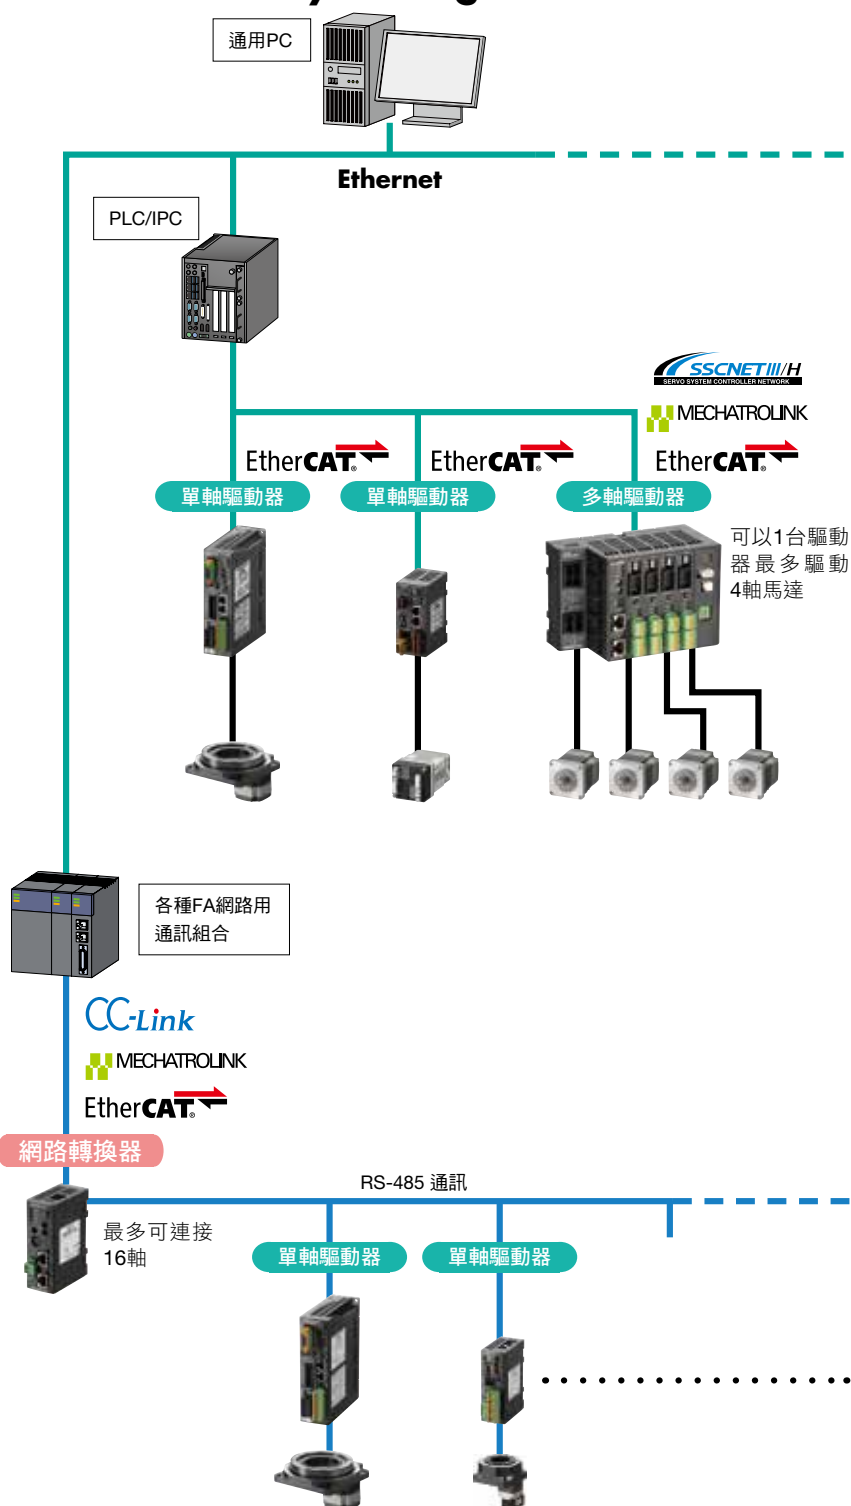 通用PC
Ethernet
PLC/IPC
SSCNETIII/H
SERVO SYSTEM CONTROLLER NETWORK
MECHATROLINK
EtherCAT®
EtherCAT®
EtherCAT®
單軸驅動器
單軸驅動器
多軸驅動器
可以1台驅動
器最多驅動
4軸馬達
各種FA網路用
通訊組合
CC-Link
MECHATROLINK
EtherCAT®
網路轉換器
RS-485 通訊
最多可連接
16軸
單軸驅動器
單軸驅動器